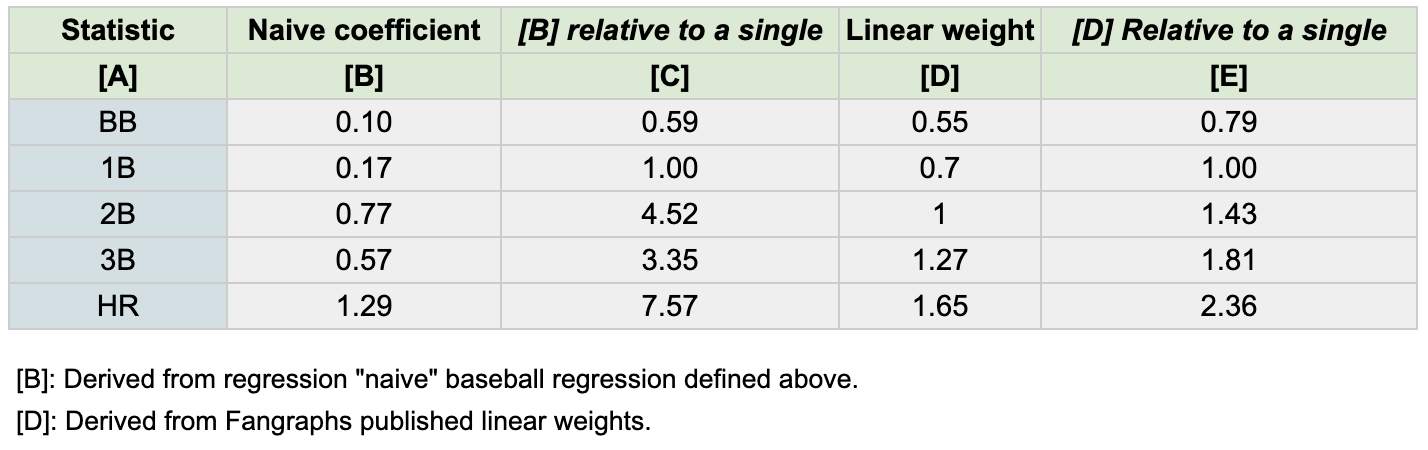 Statistic Naive coefficient [B] relative to a single Linear weight [D] Relative to a single
[A] [B] [C] [D] [E]
BB 0.10 0.59 0.55 0.79
1B 0.17 1.00 0.7 1.00
2B 0.77 4.52 1 1.43
3B 0.57 3.35 1.27 1.81
HR 1.29 7.57 1.65 2.36
[B]: Derived from regression "naive" baseball regression defined above.
[D]: Derived from Fangraphs published linear weights.